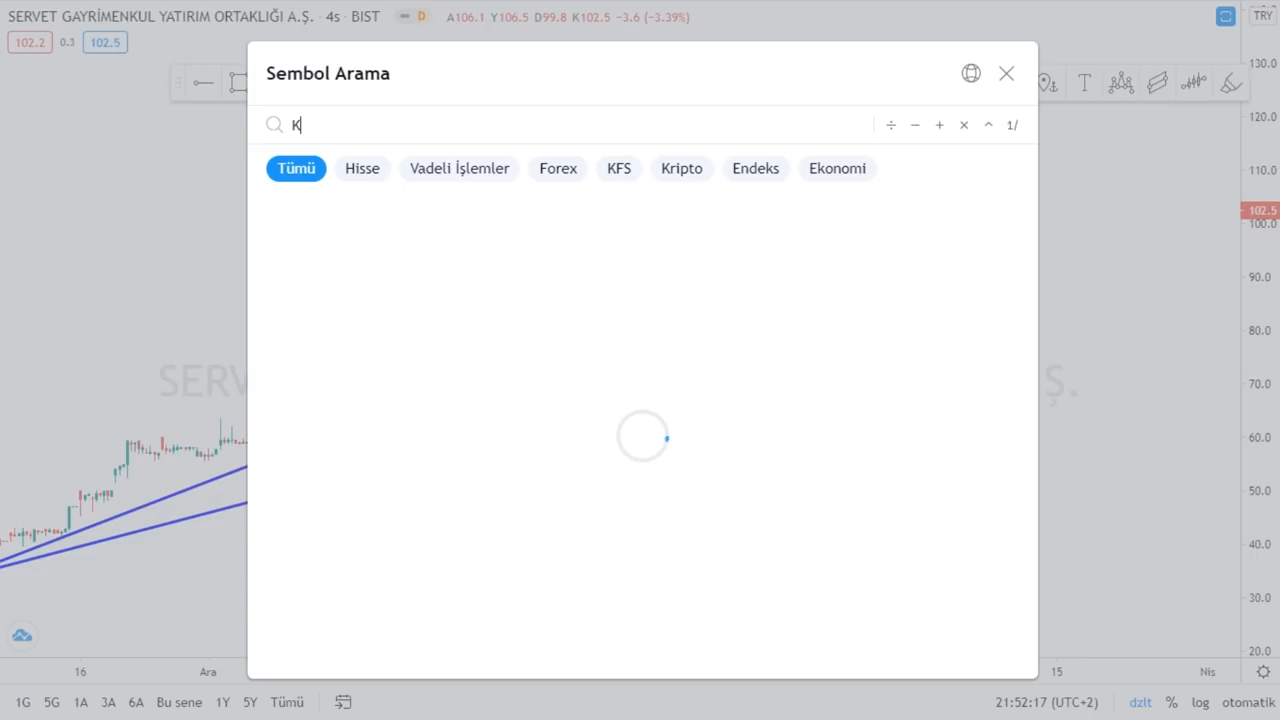 SERVET GAYRİMENKUL YATIRIM ORTAKLIĞI A.Ş. · 4s · BIST D A106.1 Y106.5 D99.8 K102.5 −3.6 (−3.39%) TRY
102.2 0.3 102.5
Sembol Arama
K
÷ − + × ^ 1/
Tümü Hisse Vadeli İşlemler Forex KFS Kripto Endeks Ekonomi
T
130.0
120.0
110.0
102.5
100.0
90.0
80.0
70.0
60.0
50.0
40.0
30.0
20.0
SERV Ş.
16 Ara 15 Nis
1G 5G 1A 3A 6A Bu sene 1Y 5Y Tümü 21:52:17 (UTC+2) dzlt % log otomatik